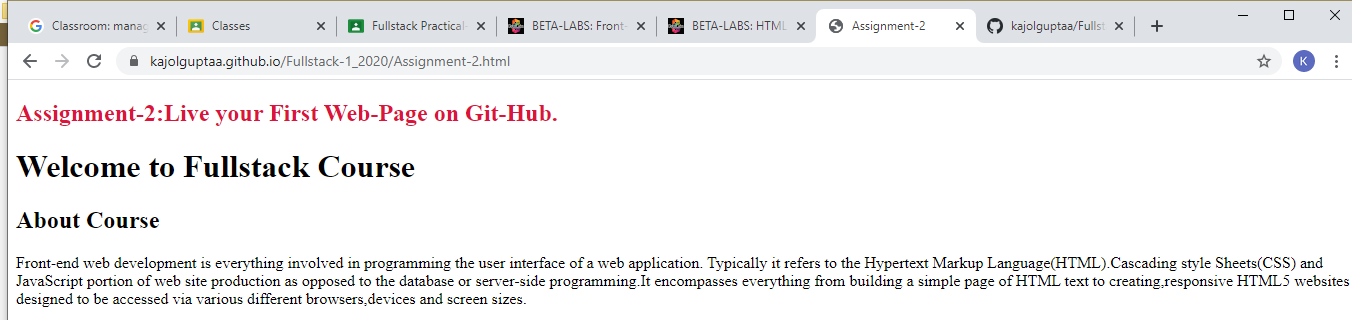 Classroom: manag
Classes
Fullstack Practical-
BETA-LABS: Front-
BETA-LABS: HTML
Assignment-2
kajolguptaa/Fullst
kajolguptaa.github.io/Fullstack-1_2020/Assignment-2.html
K
Assignment-2:Live your First Web-Page on Git-Hub.
Welcome to Fullstack Course
About Course
Front-end web development is everything involved in programming the user interface of a web application. Typically it refers to the Hypertext Markup Language(HTML).Cascading style Sheets(CSS) and
JavaScript portion of web site production as opposed to the database or server-side programming.It encompasses everything from building a simple page of HTML text to creating,responsive HTML5 websites
designed to be accessed via various different browsers,devices and screen sizes.